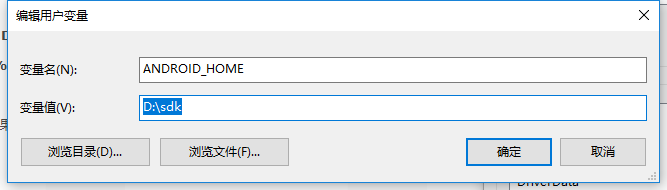 编辑用户变量
变量名(N):
ANDROID_HOME
变量值(V):
D:\sdk
浏览目录(D)...
浏览文件(F)...
确定
取消
DriverData